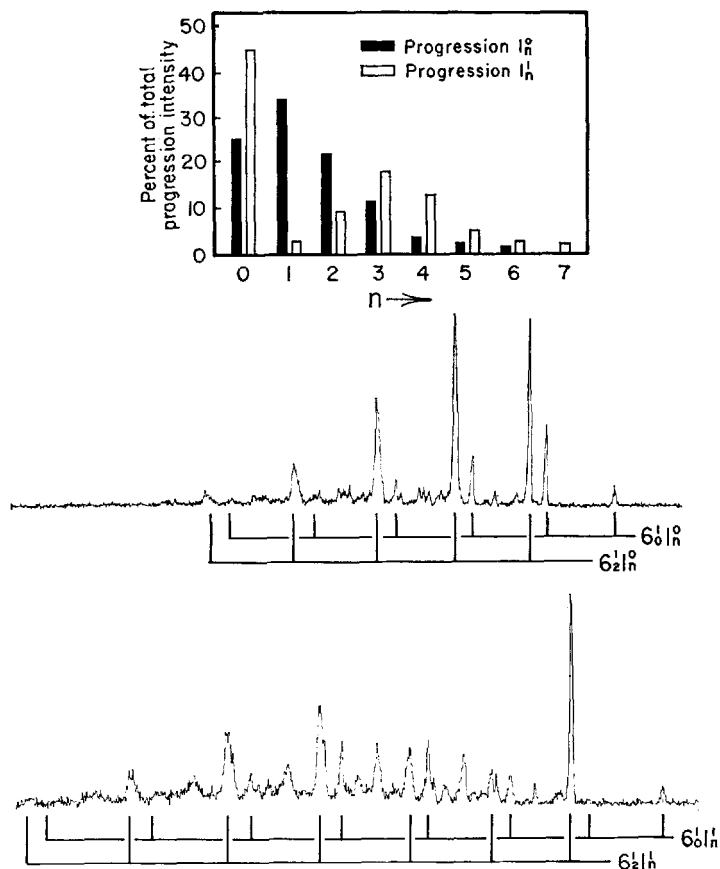 50
40
30
20
10
0
Percent of total
progression intensity
Progression 1⁰ₙ
Progression 1¹ₙ
0 1 2 3 4 5 6 7
n
6¹₀1⁰ₙ
6¹₂1⁰ₙ
6¹₀1¹ₙ
6¹₂1¹ₙ